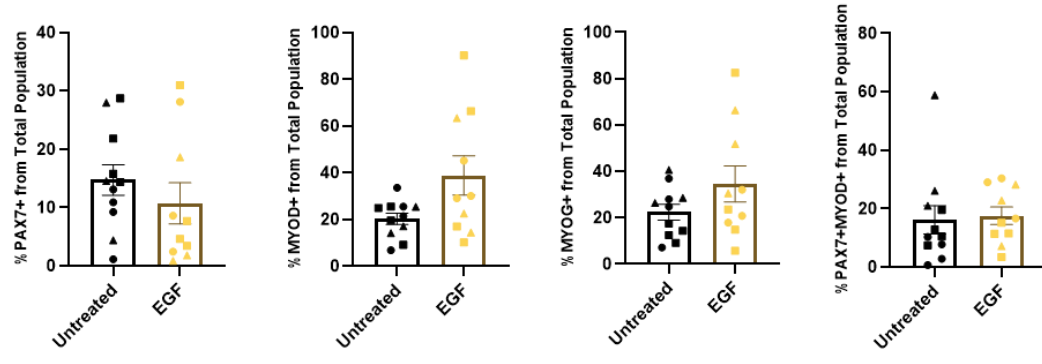 % PAX7+ from Total Population
40
30
20
10
0
Untreated
EGF
% MYOD+ from Total Population
100
80
60
40
20
0
Untreated
EGF
% MYOG+ from Total Population
100
80
60
40
20
0
Untreated
EGF
% PAX7+MYOD+ from Total Population
80
60
40
20
0
Untreated
EGF